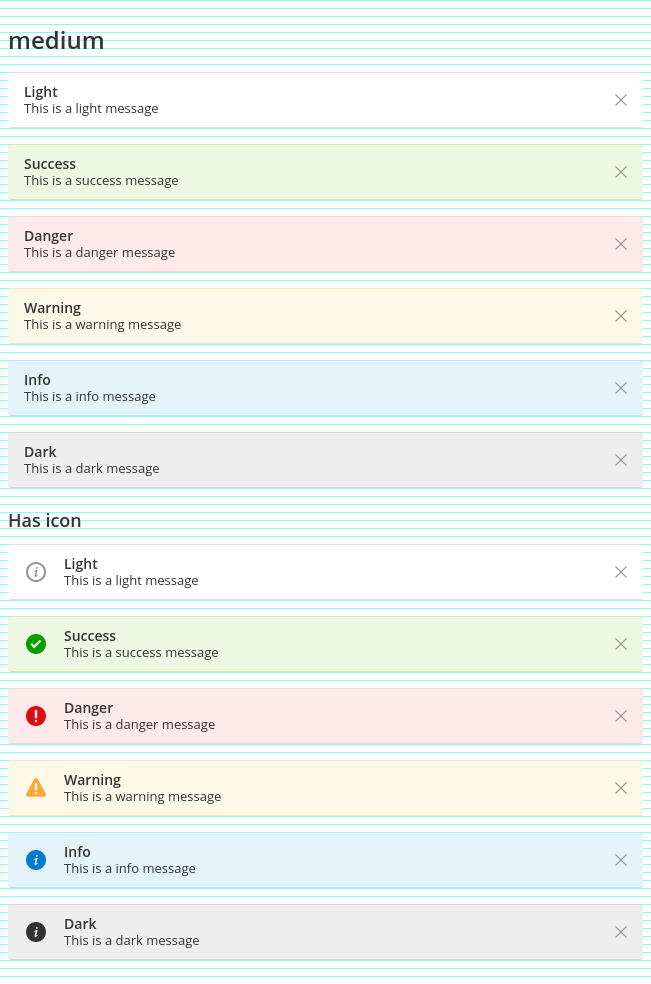 medium
Light
This is a light message
Success
This is a success message
Danger
This is a danger message
Warning
This is a warning message
Info
This is a info message
Dark
This is a dark message
Has icon
Light
This is a light message
Success
This is a success message
Danger
This is a danger message
Warning
This is a warning message
Info
This is a info message
Dark
This is a dark message